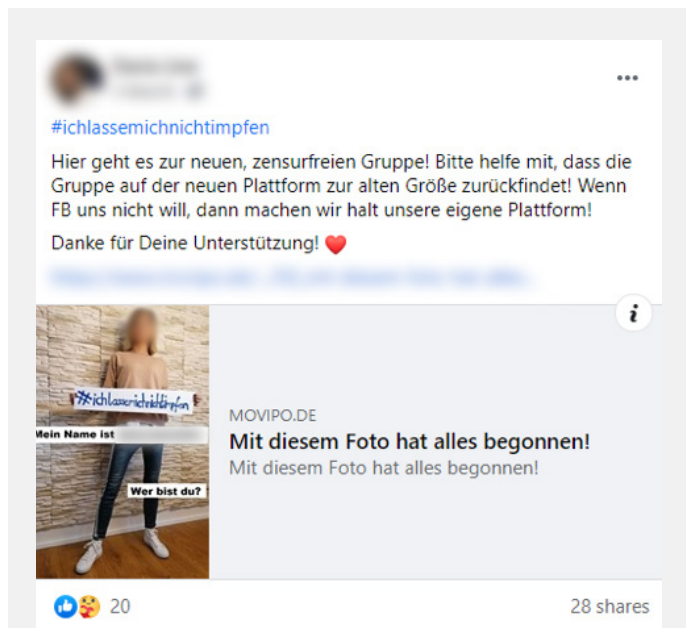 #ichlassemichnichtimpfen
Hier geht es zur neuen, zensurfreien Gruppe! Bitte helfe mit, dass die
Gruppe auf der neuen Plattform zur alten Größe zurückfindet! Wenn
FB uns nicht will, dann machen wir halt unsere eigene Plattform!
Danke für Deine Unterstützung! ❤️
#ichlassemichnichtimpfen
Mein Name ist
Wer bist du?
MOVIPO.DE
Mit diesem Foto hat alles begonnen!
Mit diesem Foto hat alles begonnen!
20
28 shares